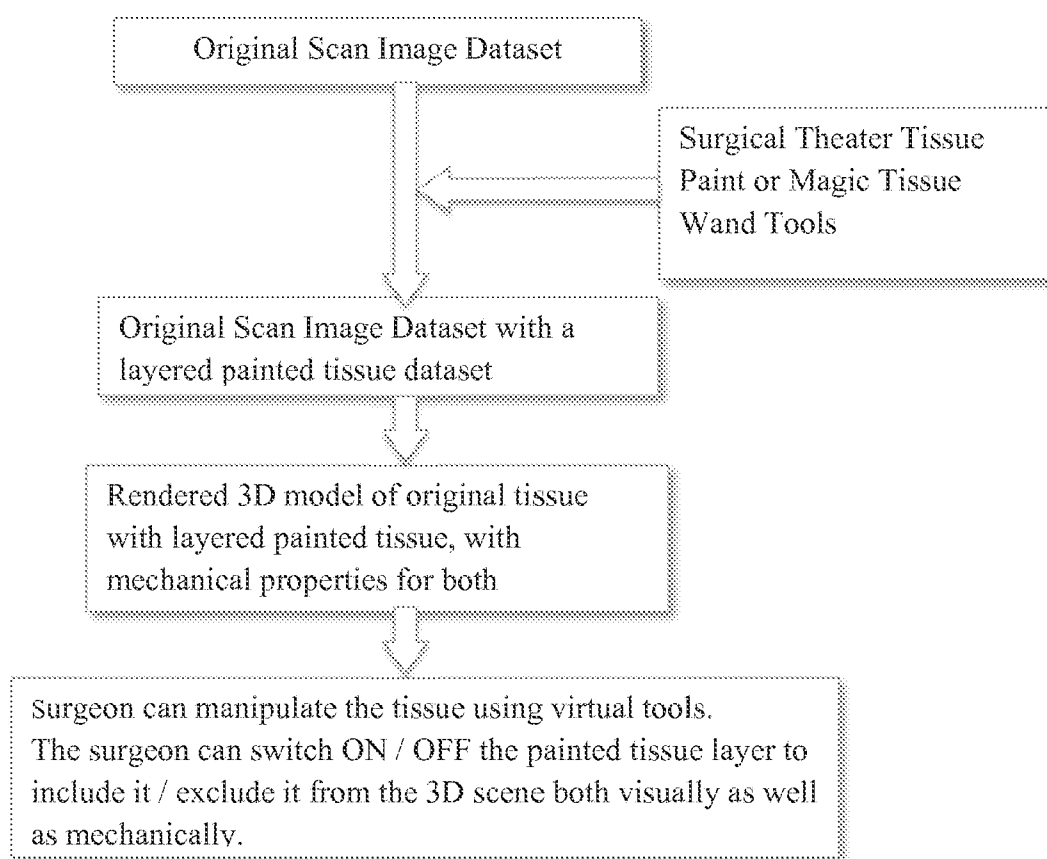 Original Scan Image Dataset
Surgical Theater Tissue
Paint or Magic Tissue
Wand Tools
Original Scan Image Dataset with a
layered painted tissue dataset
Rendered 3D model of original tissue
with layered painted tissue, with
mechanical properties for both
Surgeon can manipulate the tissue using virtual tools.
The surgeon can switch ON / OFF the painted tissue layer to
include it / exclude it from the 3D scene both visually as well
as mechanically.